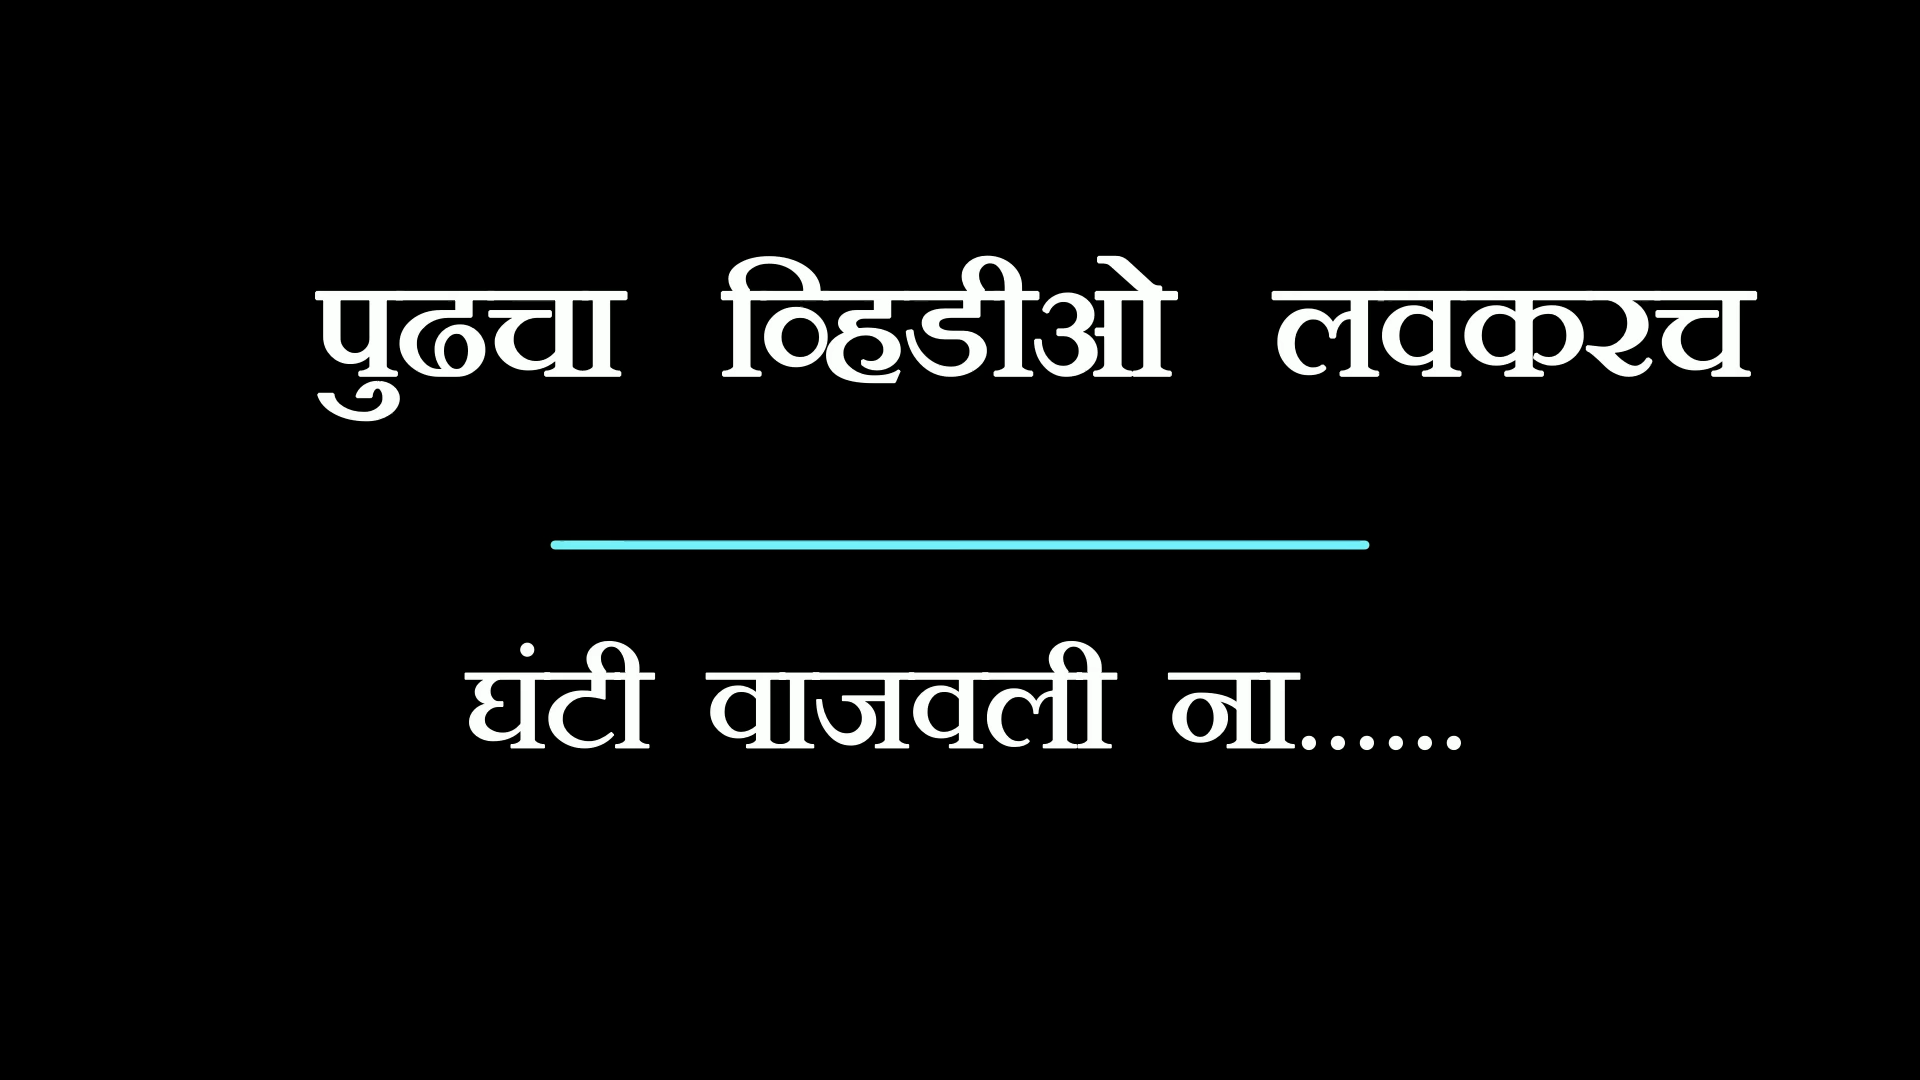 पुढचा व्हिडीओ लवकरच
घंटी वाजवली ना......